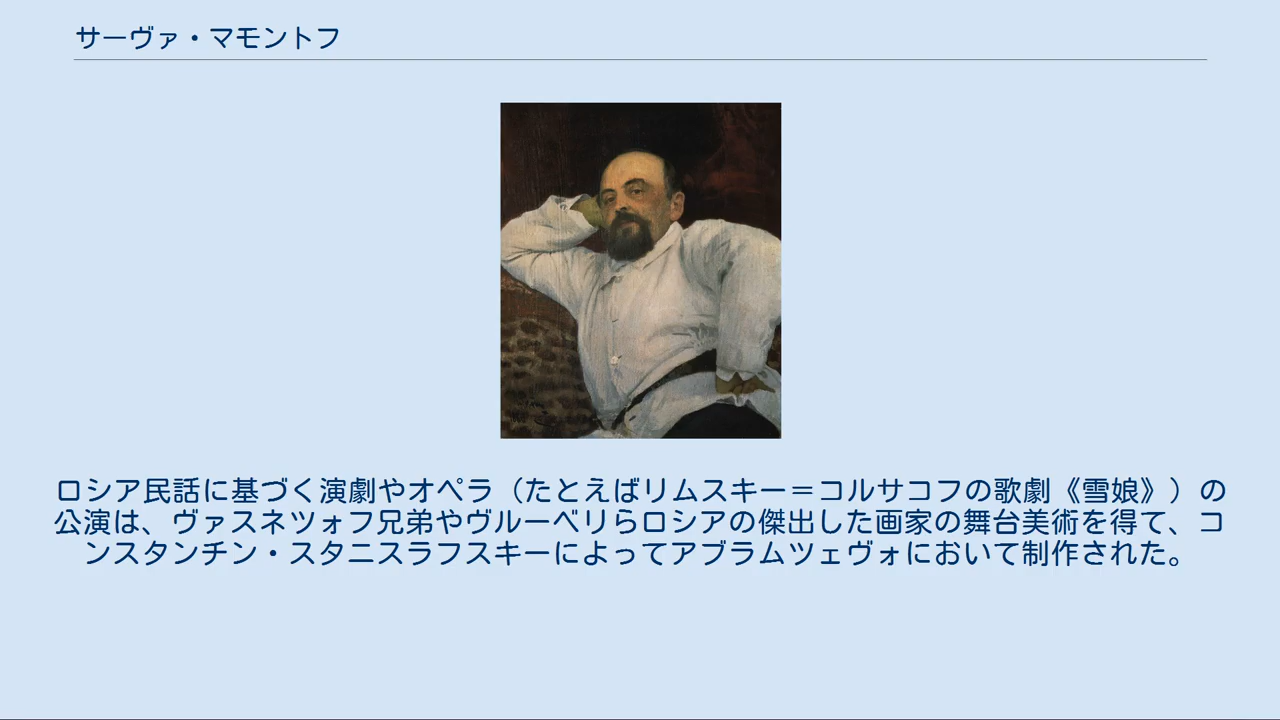 サーヴァ・マモントフ
ロシア民話に基づく演劇やオペラ（たとえばリムスキー＝コルサコフの歌劇《雪娘》）の
公演は、ヴァスネツォフ兄弟やヴルーベリらロシアの傑出した画家の舞台美術を得て、コ
ンスタンチン・スタニスラフスキーによってアブラムツェヴォにおいて制作された。